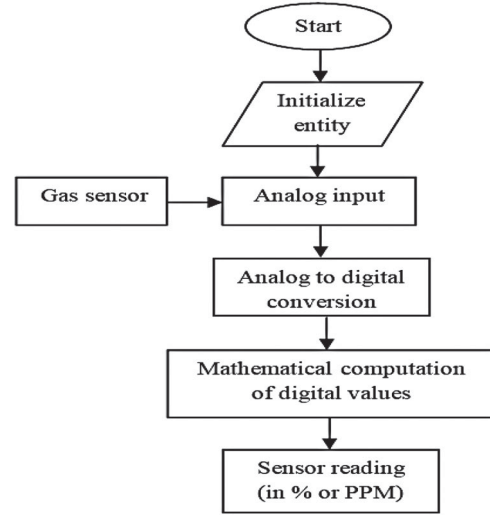 Start
Initialize
entity
Gas sensor
Analog input
Analog to digital
conversion
Mathematical computation
of digital values
Sensor reading
(in % or PPM)